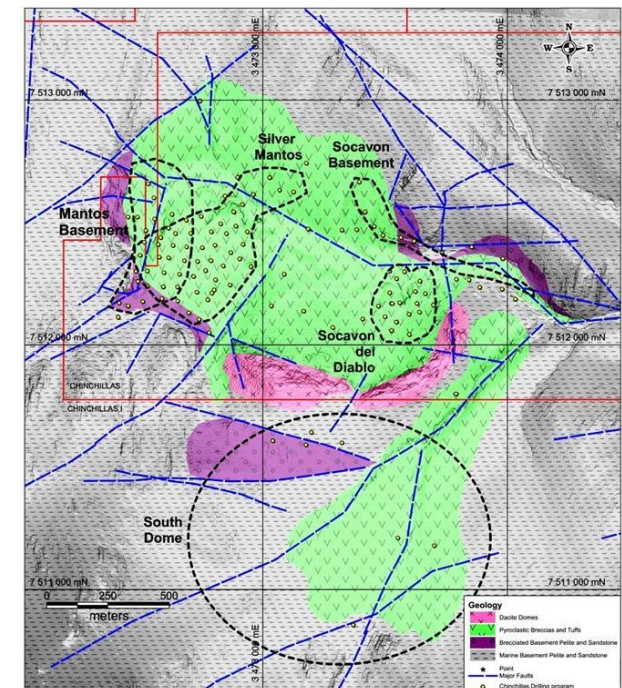 3 473 000 mE
3 474 000 mE
N
W E
S
7 513 000 mN
7 513 000 mN
Silver
Mantos
Socavon
Basement
Mantos
Basement
7 512 000 mN
7 512 000 mN
Socavon
del
Diablo
CHINCHILLAS
CHINCHILLAS I
South
Dome
7 511 000 mN
7 511 000 mN
0 250 500
meters
3 473 000 mE
Geology
Dacite Domes
Pyroclastic Breccias and Tuffs
Brecciated Basement Pelite and Sandstone
Marine Basement Pelite and Sandstone
Point
Major Faults
Chinchillas Drilling program